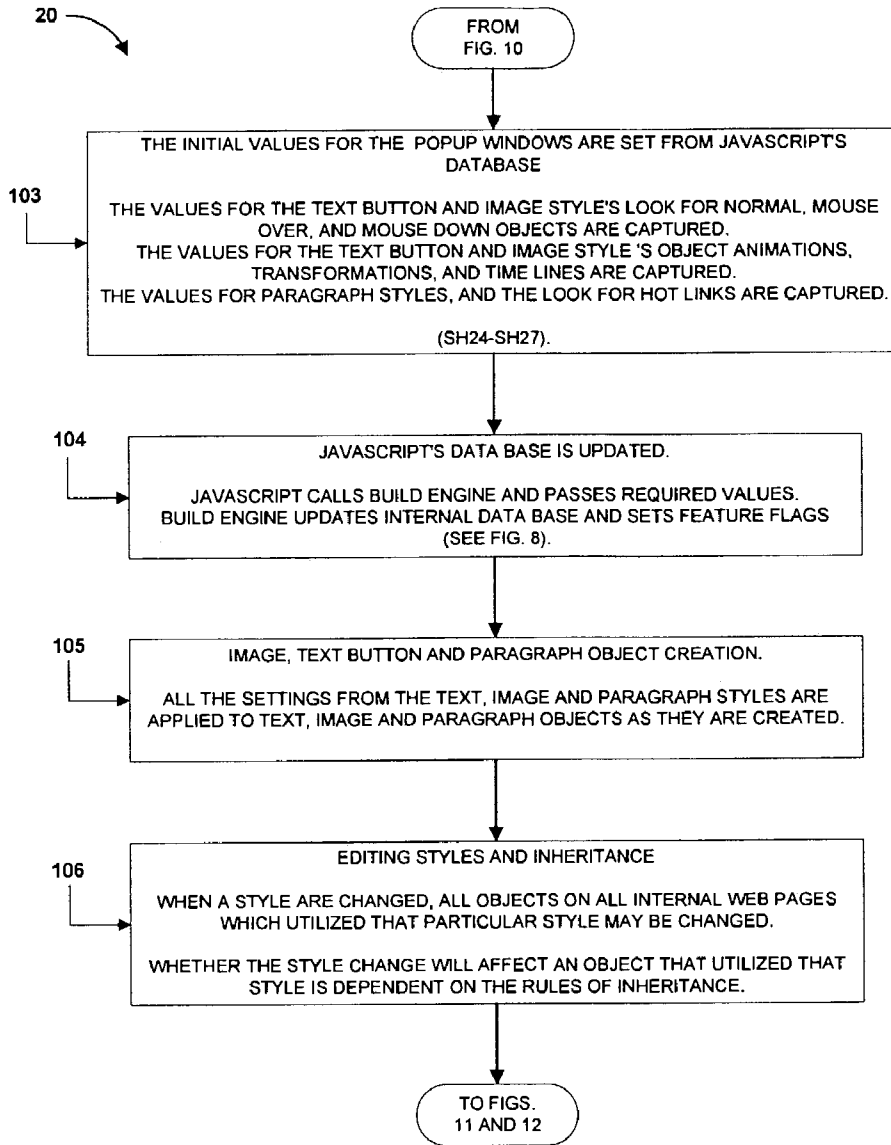 20
FROM
FIG. 10
103
THE INITIAL VALUES FOR THE POPUP WINDOWS ARE SET FROM JAVASCRIPT'S
DATABASE
THE VALUES FOR THE TEXT BUTTON AND IMAGE STYLE'S LOOK FOR NORMAL, MOUSE
OVER, AND MOUSE DOWN OBJECTS ARE CAPTURED.
THE VALUES FOR THE TEXT BUTTON AND IMAGE STYLE 'S OBJECT ANIMATIONS,
TRANSFORMATIONS, AND TIME LINES ARE CAPTURED.
THE VALUES FOR PARAGRAPH STYLES, AND THE LOOK FOR HOT LINKS ARE CAPTURED.
(SH24-SH27).
104
JAVASCRIPT'S DATA BASE IS UPDATED.
JAVASCRIPT CALLS BUILD ENGINE AND PASSES REQUIRED VALUES.
BUILD ENGINE UPDATES INTERNAL DATA BASE AND SETS FEATURE FLAGS
(SEE FIG. 8).
105
IMAGE, TEXT BUTTON AND PARAGRAPH OBJECT CREATION.
ALL THE SETTINGS FROM THE TEXT, IMAGE AND PARAGRAPH STYLES ARE
APPLIED TO TEXT, IMAGE AND PARAGRAPH OBJECTS AS THEY ARE CREATED.
106
EDITING STYLES AND INHERITANCE
WHEN A STYLE ARE CHANGED, ALL OBJECTS ON ALL INTERNAL WEB PAGES
WHICH UTILIZED THAT PARTICULAR STYLE MAY BE CHANGED.
WHETHER THE STYLE CHANGE WILL AFFECT AN OBJECT THAT UTILIZED THAT
STYLE IS DEPENDENT ON THE RULES OF INHERITANCE.
TO FIGS.
11 AND 12